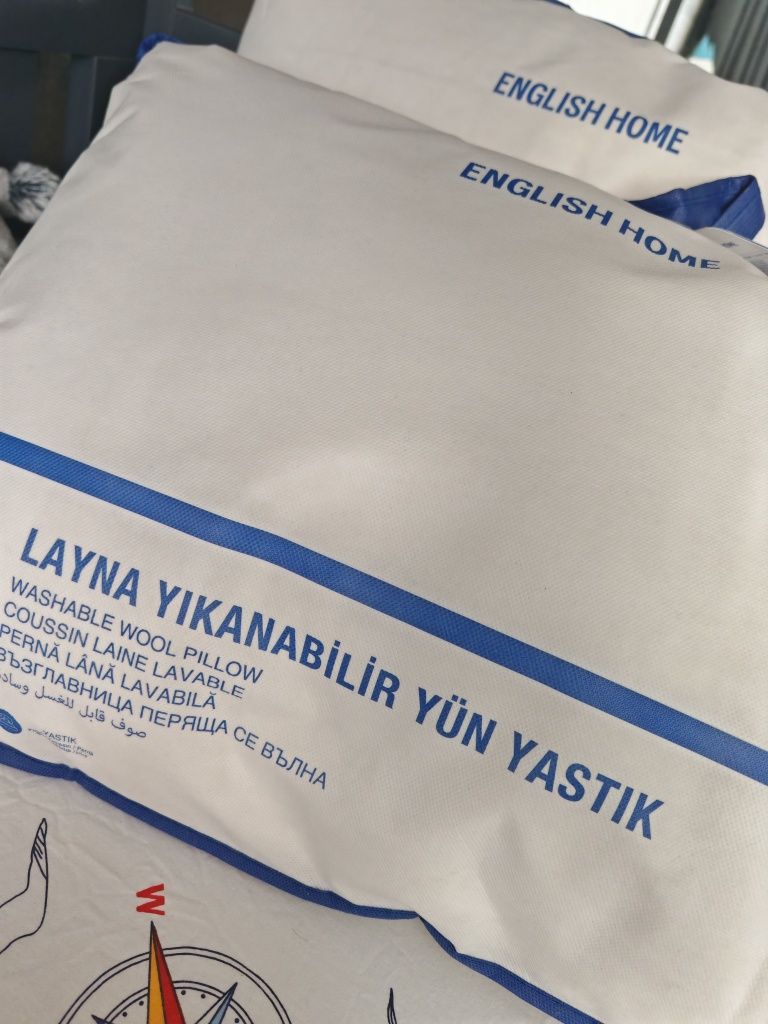 ENGLISH HOME
ENGLISH HOME
LAYNA YIKANABİLİR YÜN YASTIK
WASHABLE WOOL PILLOW
COUSSIN LAINE LAVABLE
PERNĂ LÂNĂ LAVABILĂ
ВЪЗГЛАВНИЦА ПЕРЯЩА СЕ ВЪЛНА
صوف قابل للغسل وسادة
YASTIK
W